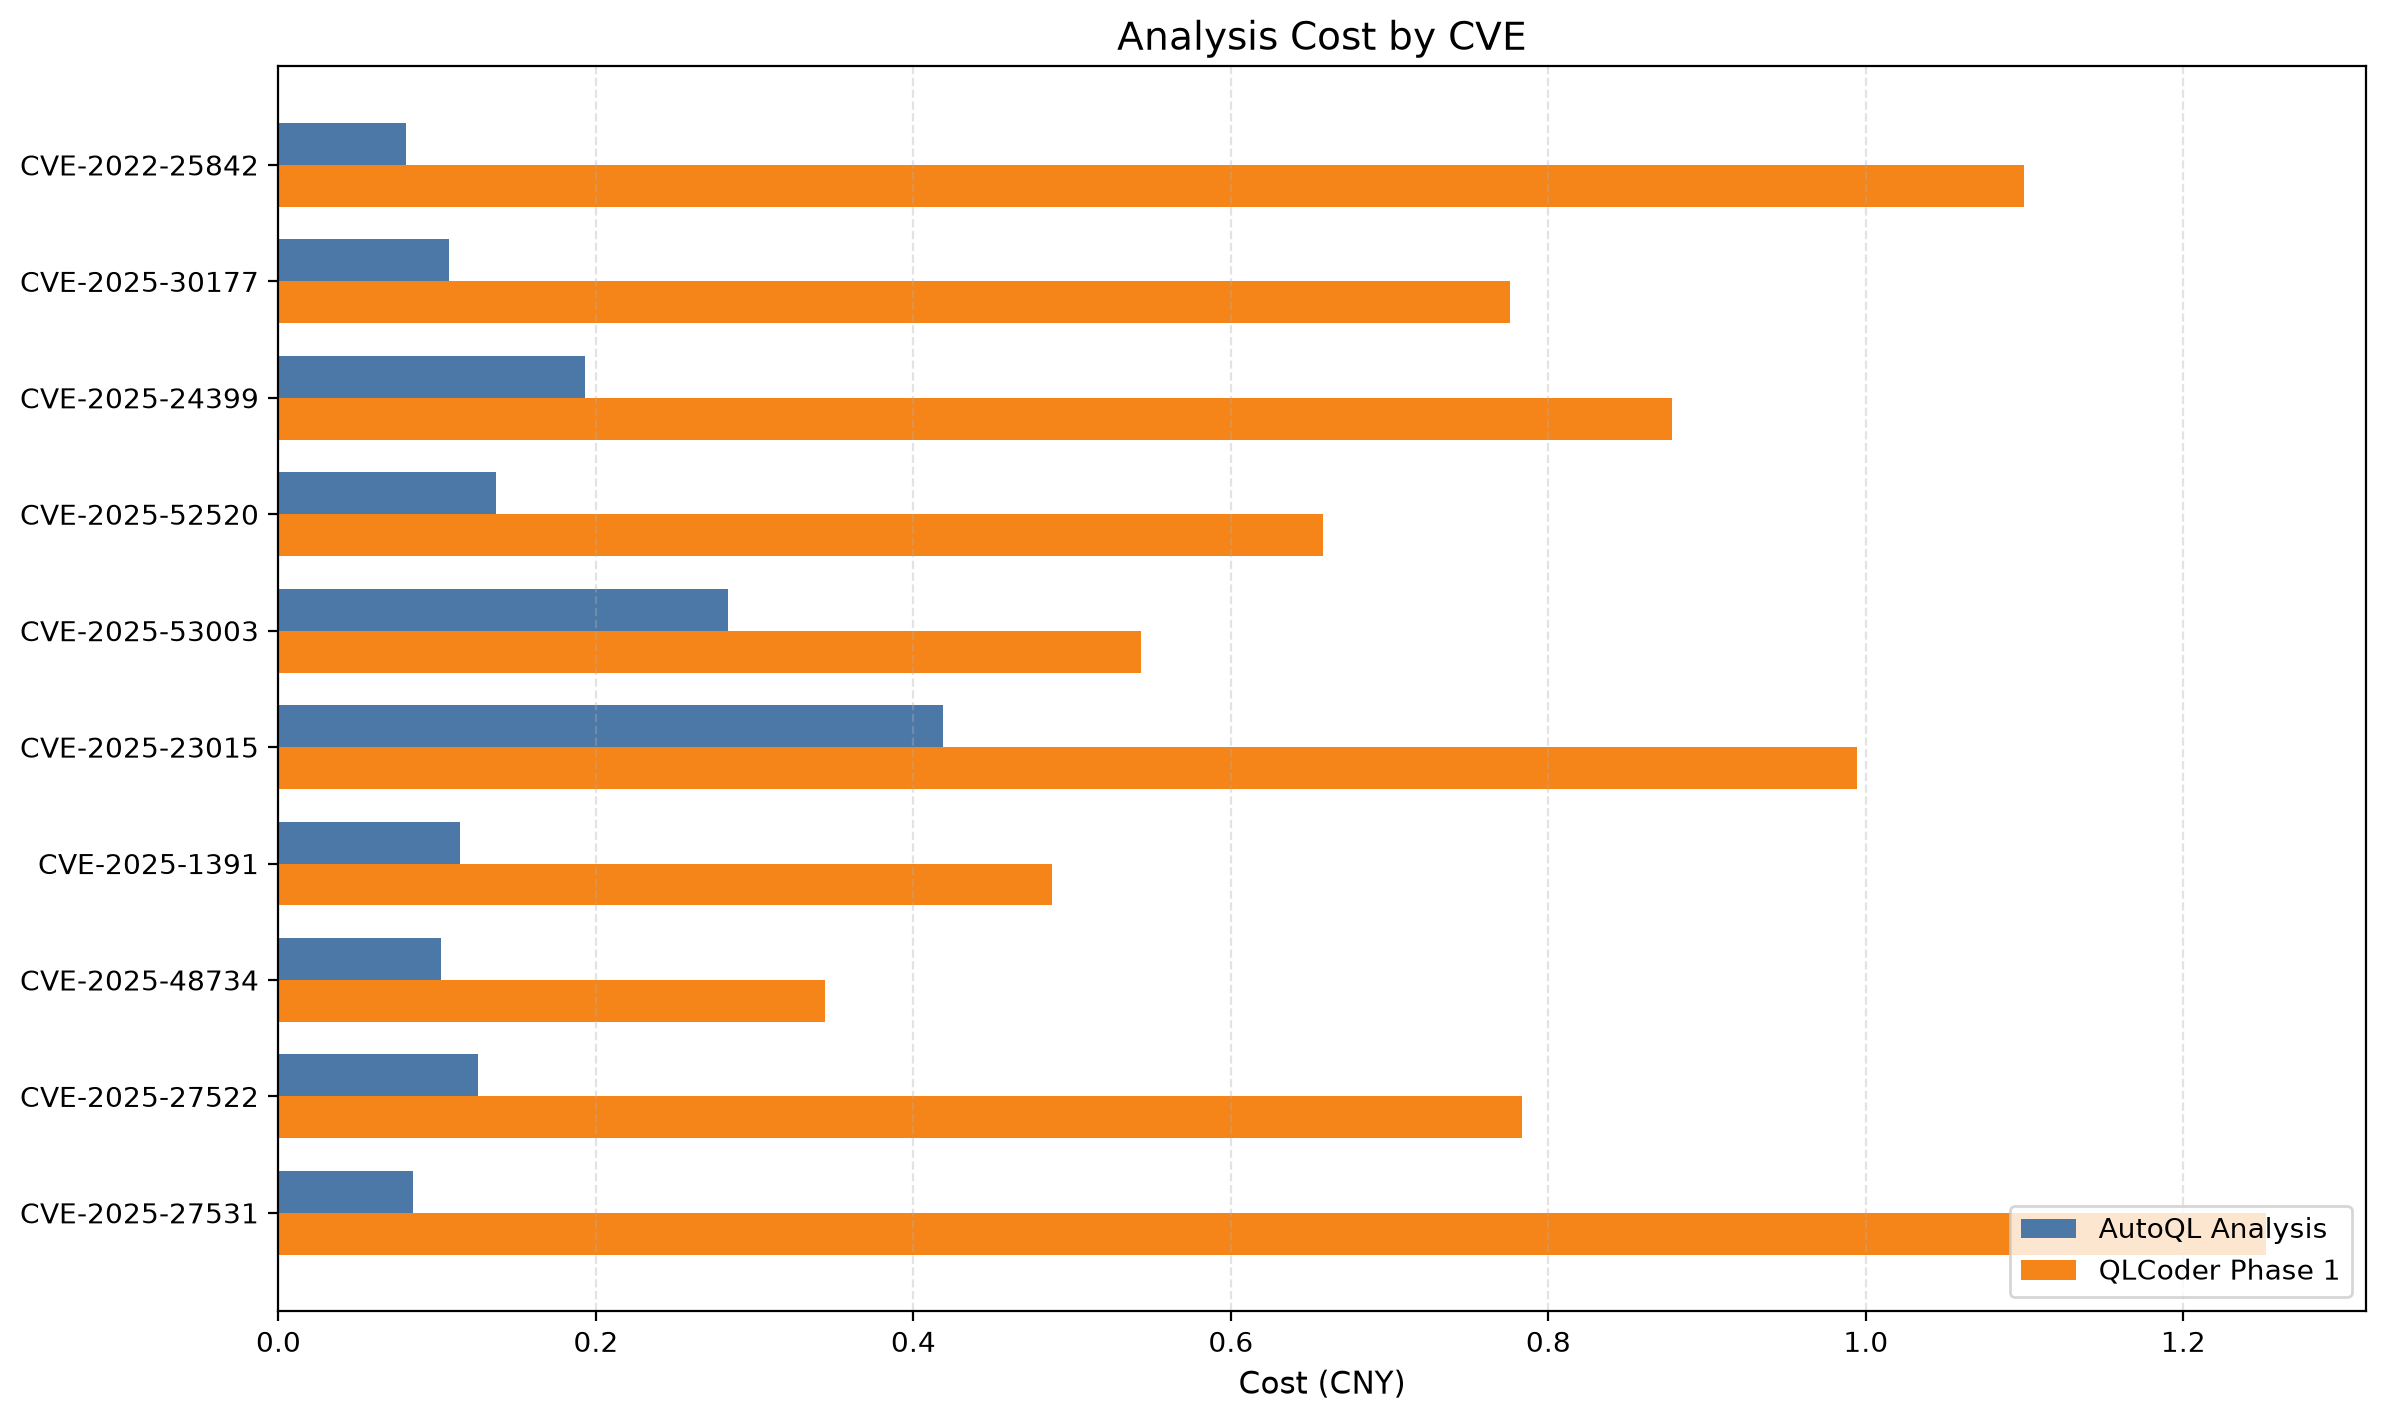 Analysis Cost by CVE
CVE-2022-25842
CVE-2025-30177
CVE-2025-24399
CVE-2025-52520
CVE-2025-53003
CVE-2025-23015
CVE-2025-1391
CVE-2025-48734
CVE-2025-27522
CVE-2025-27531
AutoQL Analysis
QLCoder Phase 1
0.0 0.2 0.4 0.6 0.8 1.0 1.2
Cost (CNY)